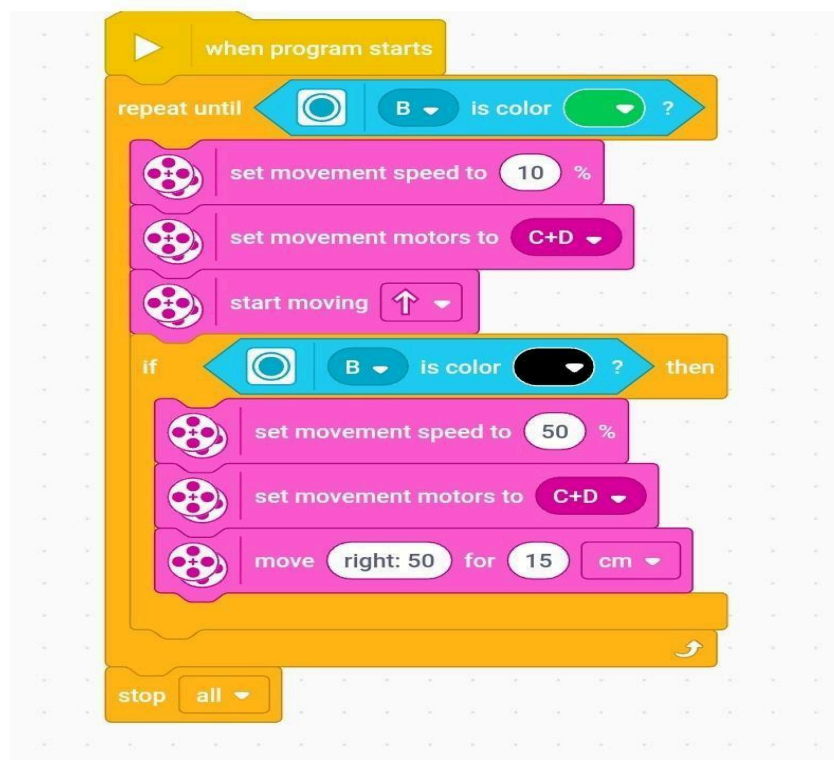 when program starts
repeat until B is color ?
set movement speed to 10 %
set movement motors to C+D
start moving
if B is color ? then
set movement speed to 50 %
set movement motors to C+D
move right: 50 for 15 cm
stop all